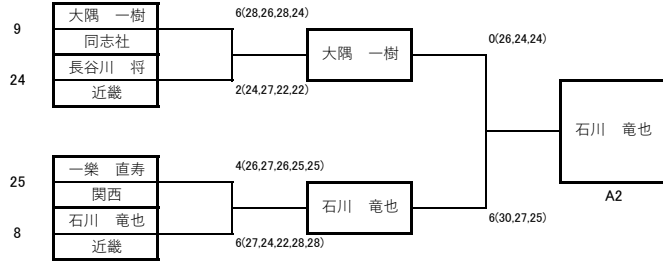 大隅　一樹
9
同志社
長谷川　将
24
近畿
6(28,26,28,24)
2(24,27,22,22)
大隅　一樹
0(26,24,24)
一樂　直寿
25
関西
石川　竜也
8
近畿
4(26,27,26,25,25)
6(27,24,22,28,28)
石川　竜也
6(30,27,25)
石川　竜也
A2